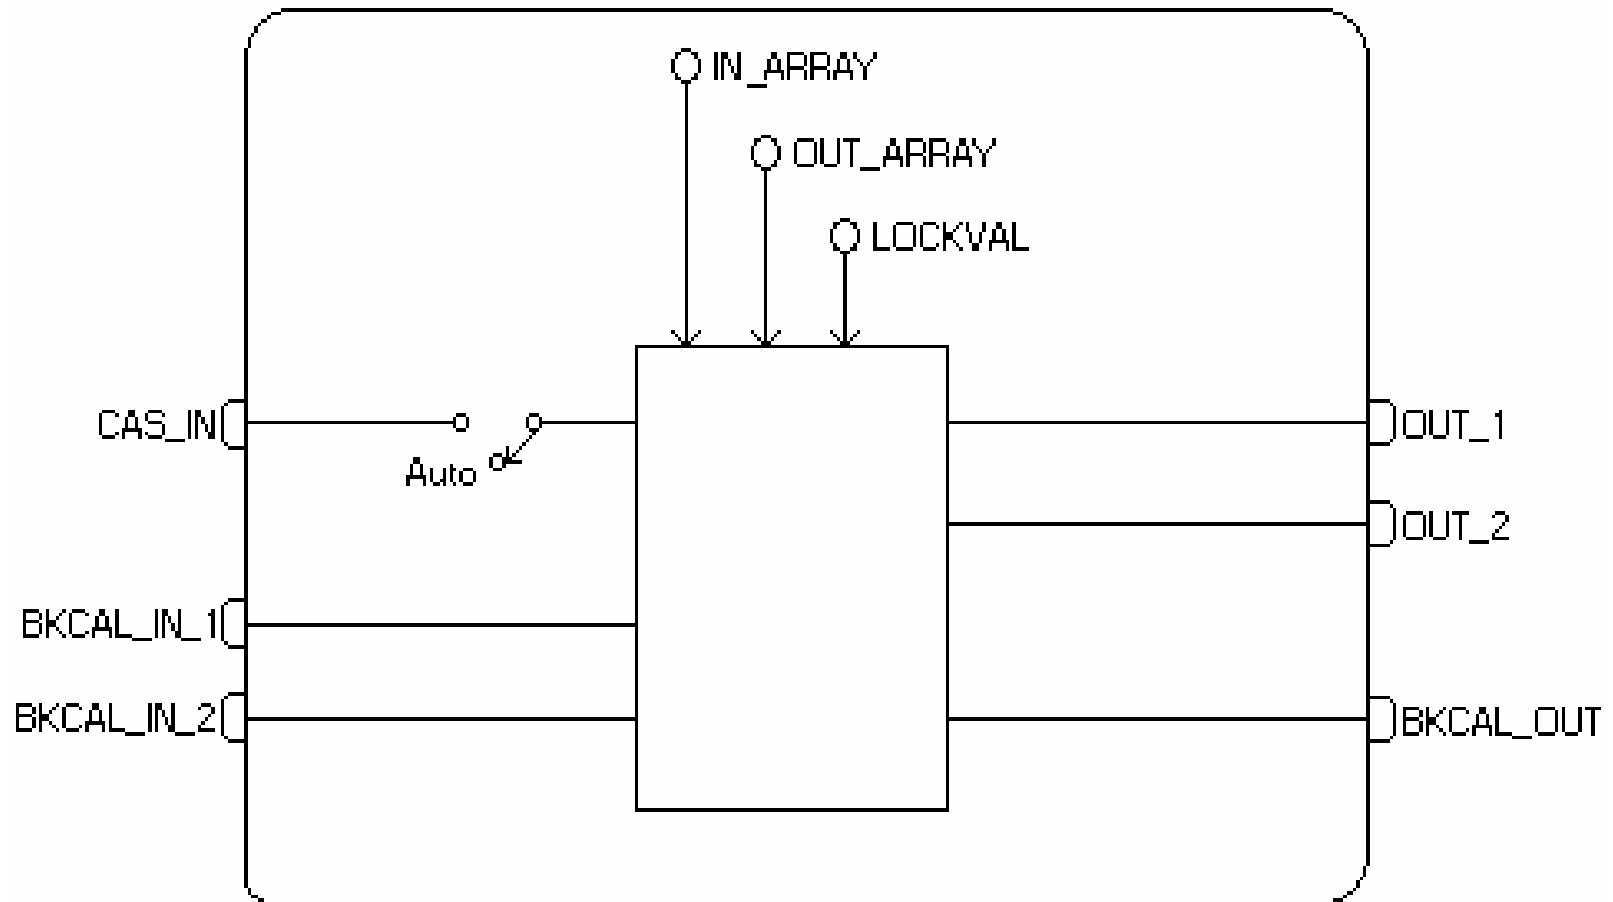 IN_ARRAY
OUT_ARRAY
LOCKVAL
CAS_IN
OUT_1
Auto
OUT_2
BKCAL_IN_1
BKCAL_IN_2
BKCAL_OUT